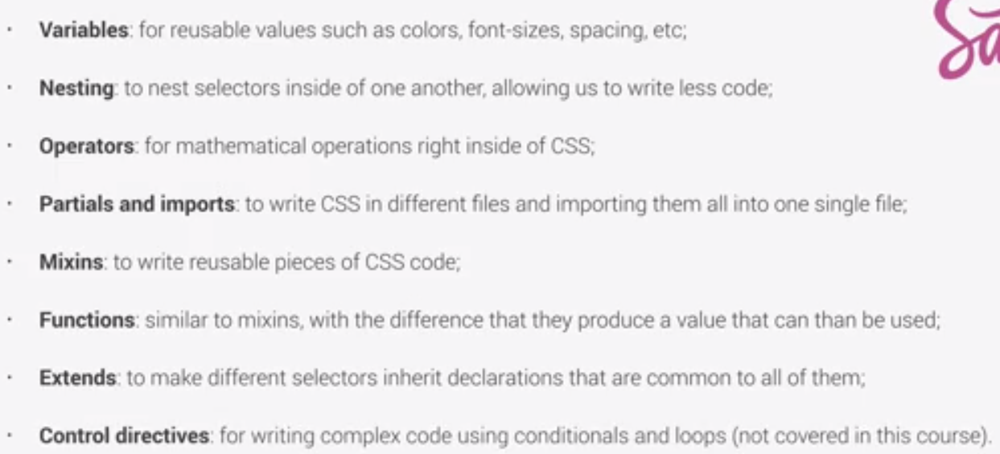 Sa
· Variables: for reusable values such as colors, font-sizes, spacing, etc;
· Nesting: to nest selectors inside of one another, allowing us to write less code;
· Operators: for mathematical operations right inside of CSS;
· Partials and imports: to write CSS in different files and importing them all into one single file;
· Mixins: to write reusable pieces of CSS code;
· Functions: similar to mixins, with the difference that they produce a value that can than be used;
· Extends: to make different selectors inherit declarations that are common to all of them;
· Control directives: for writing complex code using conditionals and loops (not covered in this course).